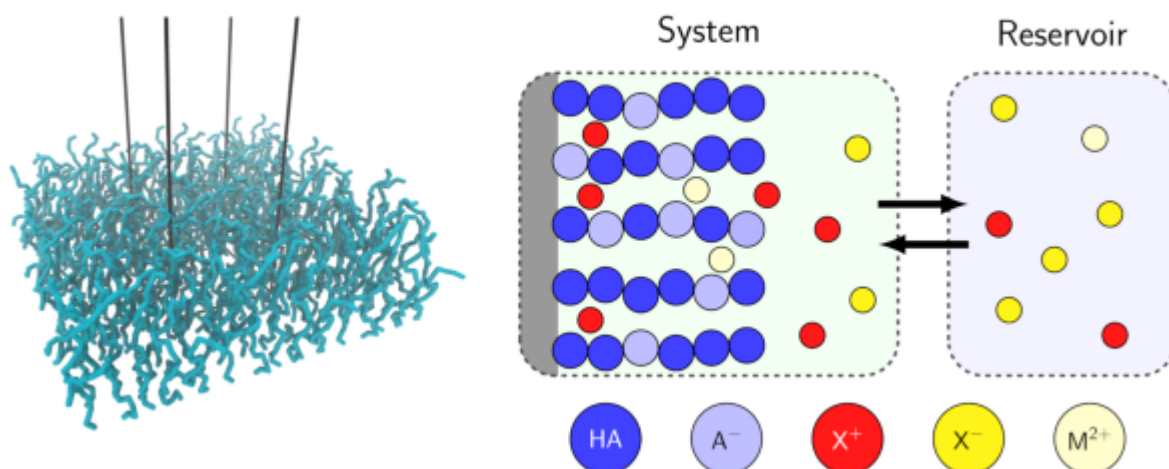 System
Reservoir
HA
A⁻
X⁺
X⁻
M²⁺